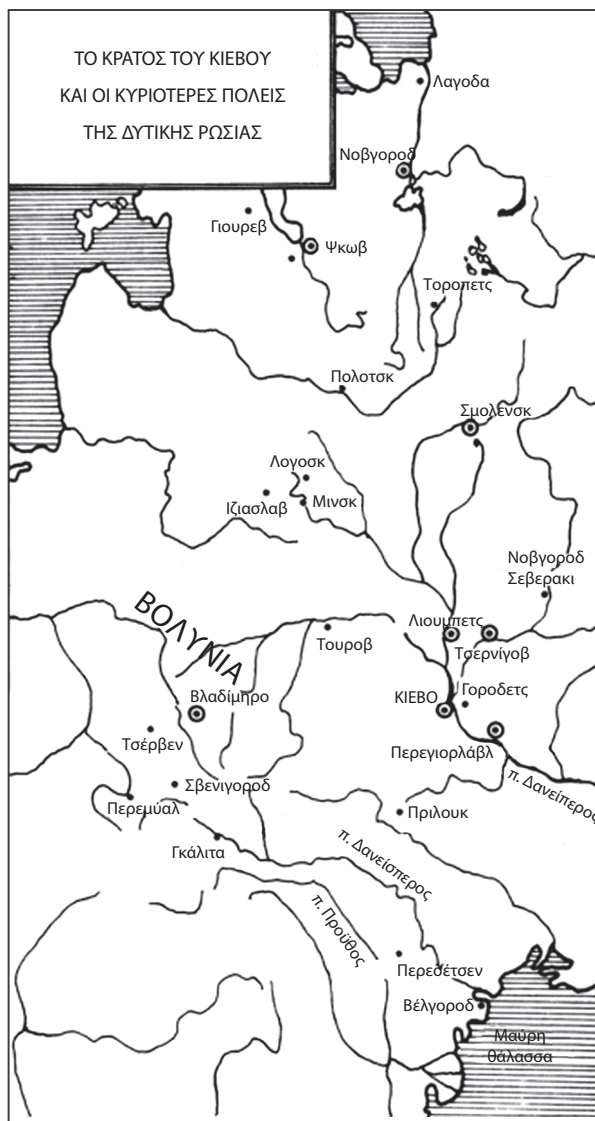 ΤΟ ΚΡΑΤΟΣ ΤΟΥ ΚΙΕΒΟΥ
ΚΑΙ ΟΙ ΚΥΡΙΟΤΕΡΕΣ ΠΟΛΕΙΣ
ΤΗΣ ΔΥΤΙΚΗΣ ΡΩΣΙΑΣ
Λαγοδα
Νοβγοροδ
Γιουρεβ
Ψκωβ
Τοροπετς
Πολοτσκ
Σμολενσκ
Λογοσκ
Ιζιασλαβ
Μινσκ
Νοβγοροδ
Σεβερακι
ΒΟΛΥΝΙΑ
Τουροβ
Λιουμπετς
Τσερνίγοβ
Βλαδίμηρο
ΚΙΕΒΟ
Γοροδετς
Τσέρβεν
Περεγιορλάβλ
Σβενιγοροδ
Περεμύαλ
π. Δανείπερος
Πριλουκ
Γκάλιτα
π. Δανείσπερος
π. Προύθος
Περεσέτσεν
Βέλγοροδ
Μαύρη
θάλασσα